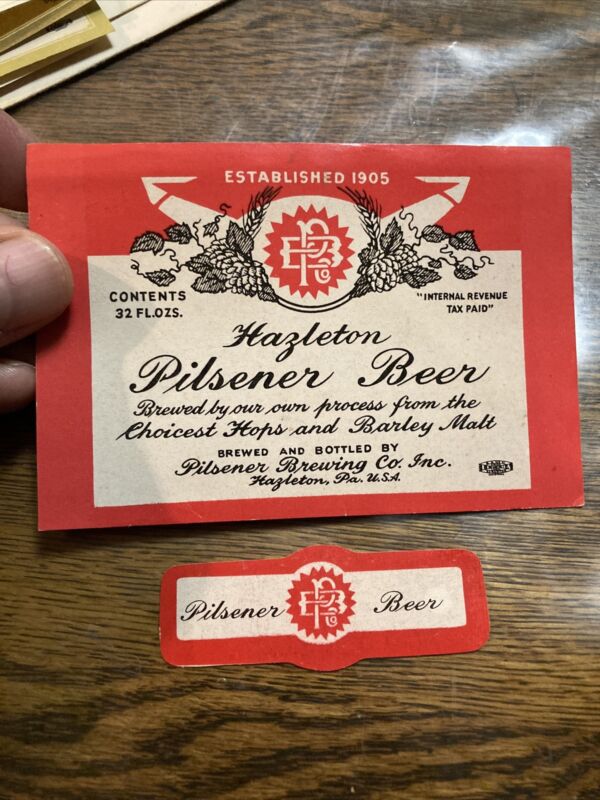 ESTABLISHED 1905
CONTENTS
32 FL.OZS.
"INTERNAL REVENUE
TAX PAID"
Hazleton
Pilsener Beer
Brewed by our own process from the
Choicest Hops and Barley Malt
BREWED AND BOTTLED BY
Pilsener Brewing Co. Inc.
Hazleton, Pa. U.S.A.
Pilsener Beer